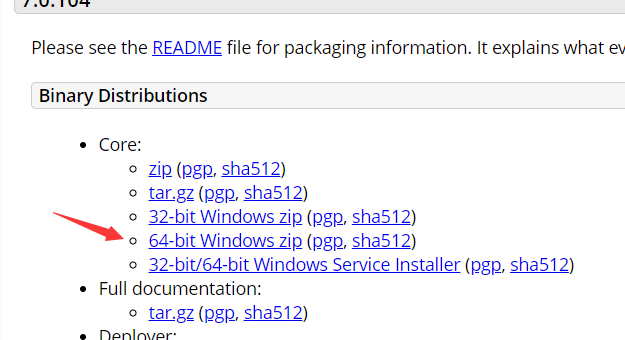 7.0.104
Please see the README file for packaging information. It explains what ev
Binary Distributions
• Core:
zip (pgp, sha512)
tar.gz (pgp, sha512)
32-bit Windows zip (pgp, sha512)
64-bit Windows zip (pgp, sha512)
32-bit/64-bit Windows Service Installer (pgp, sha512)
• Full documentation:
tar.gz (pgp, sha512)
• Deployer: